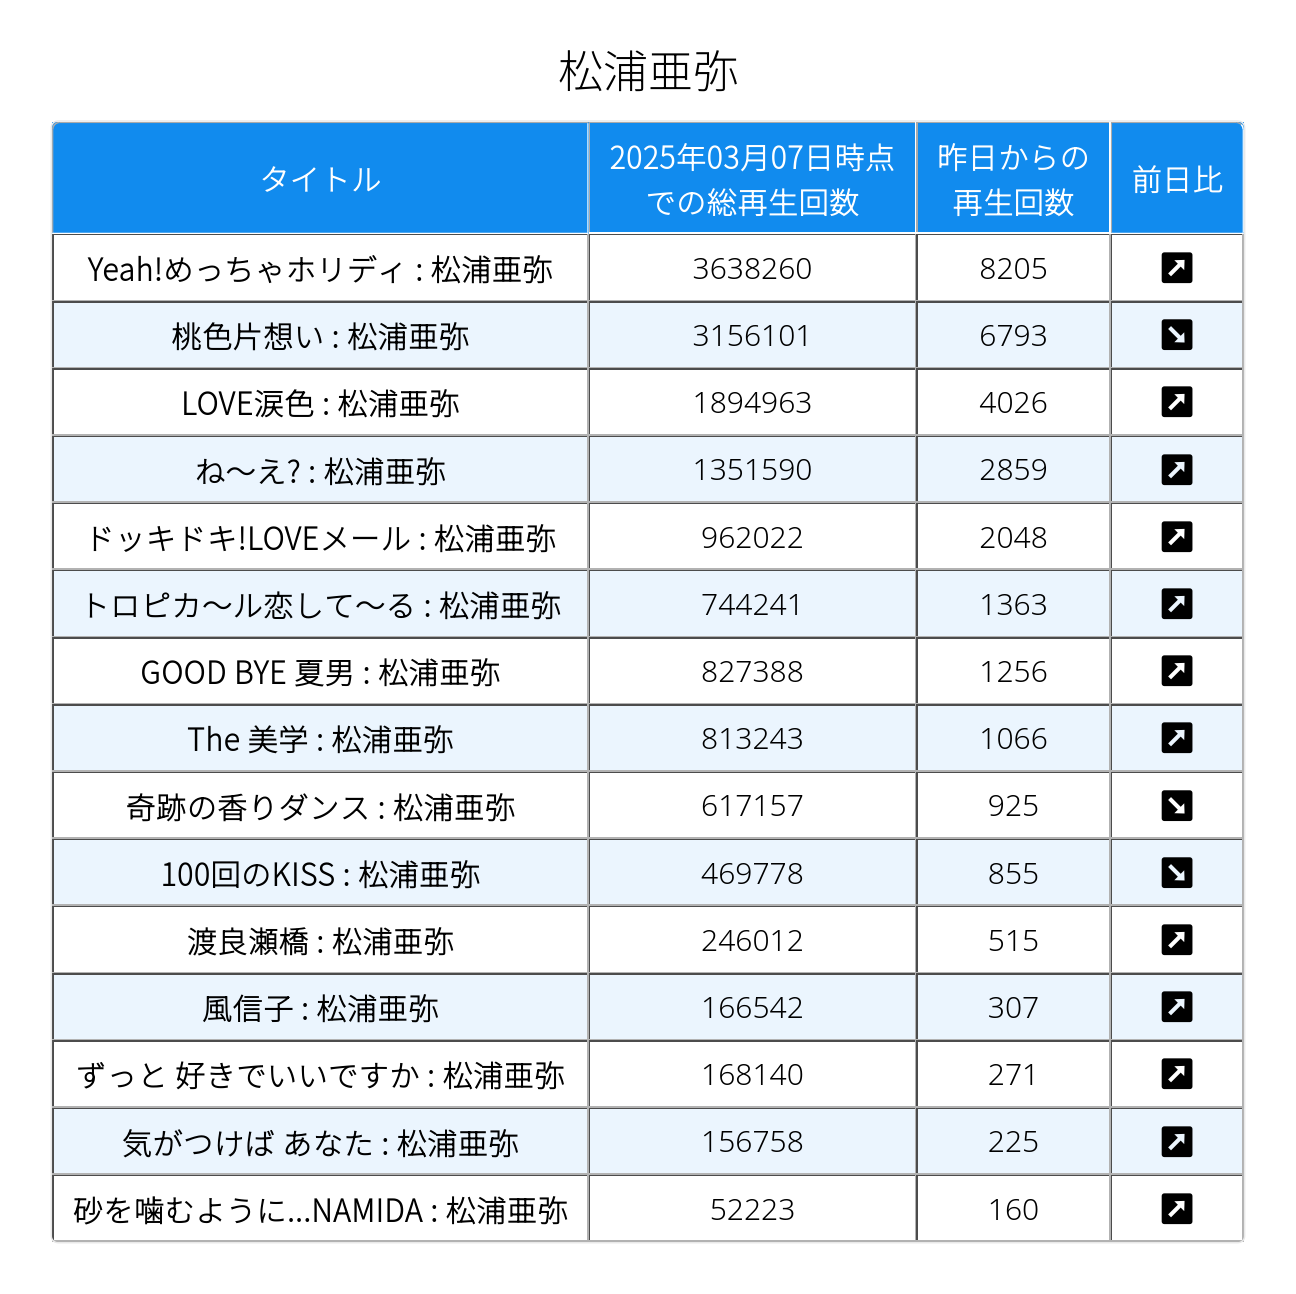 松浦亜弥
タイトル
2025年03月07日時点
での総再生回数
昨日からの
再生回数
前日比
Yeah!めっちゃホリディ : 松浦亜弥 3638260 8205 ↗
桃色片想い : 松浦亜弥 3156101 6793 ↘
LOVE涙色 : 松浦亜弥 1894963 4026 ↗
ね〜え? : 松浦亜弥 1351590 2859 ↗
ドッキドキ!LOVEメール : 松浦亜弥 962022 2048 ↗
トロピカ〜ル恋して〜る : 松浦亜弥 744241 1363 ↗
GOOD BYE 夏男 : 松浦亜弥 827388 1256 ↗
The 美学 : 松浦亜弥 813243 1066 ↗
奇跡の香りダンス : 松浦亜弥 617157 925 ↘
100回のKISS : 松浦亜弥 469778 855 ↘
渡良瀬橋 : 松浦亜弥 246012 515 ↗
風信子 : 松浦亜弥 166542 307 ↗
ずっと 好きでいいですか : 松浦亜弥 168140 271 ↗
気がつけば あなた : 松浦亜弥 156758 225 ↗
砂を噛むように...NAMIDA : 松浦亜弥 52223 160 ↗